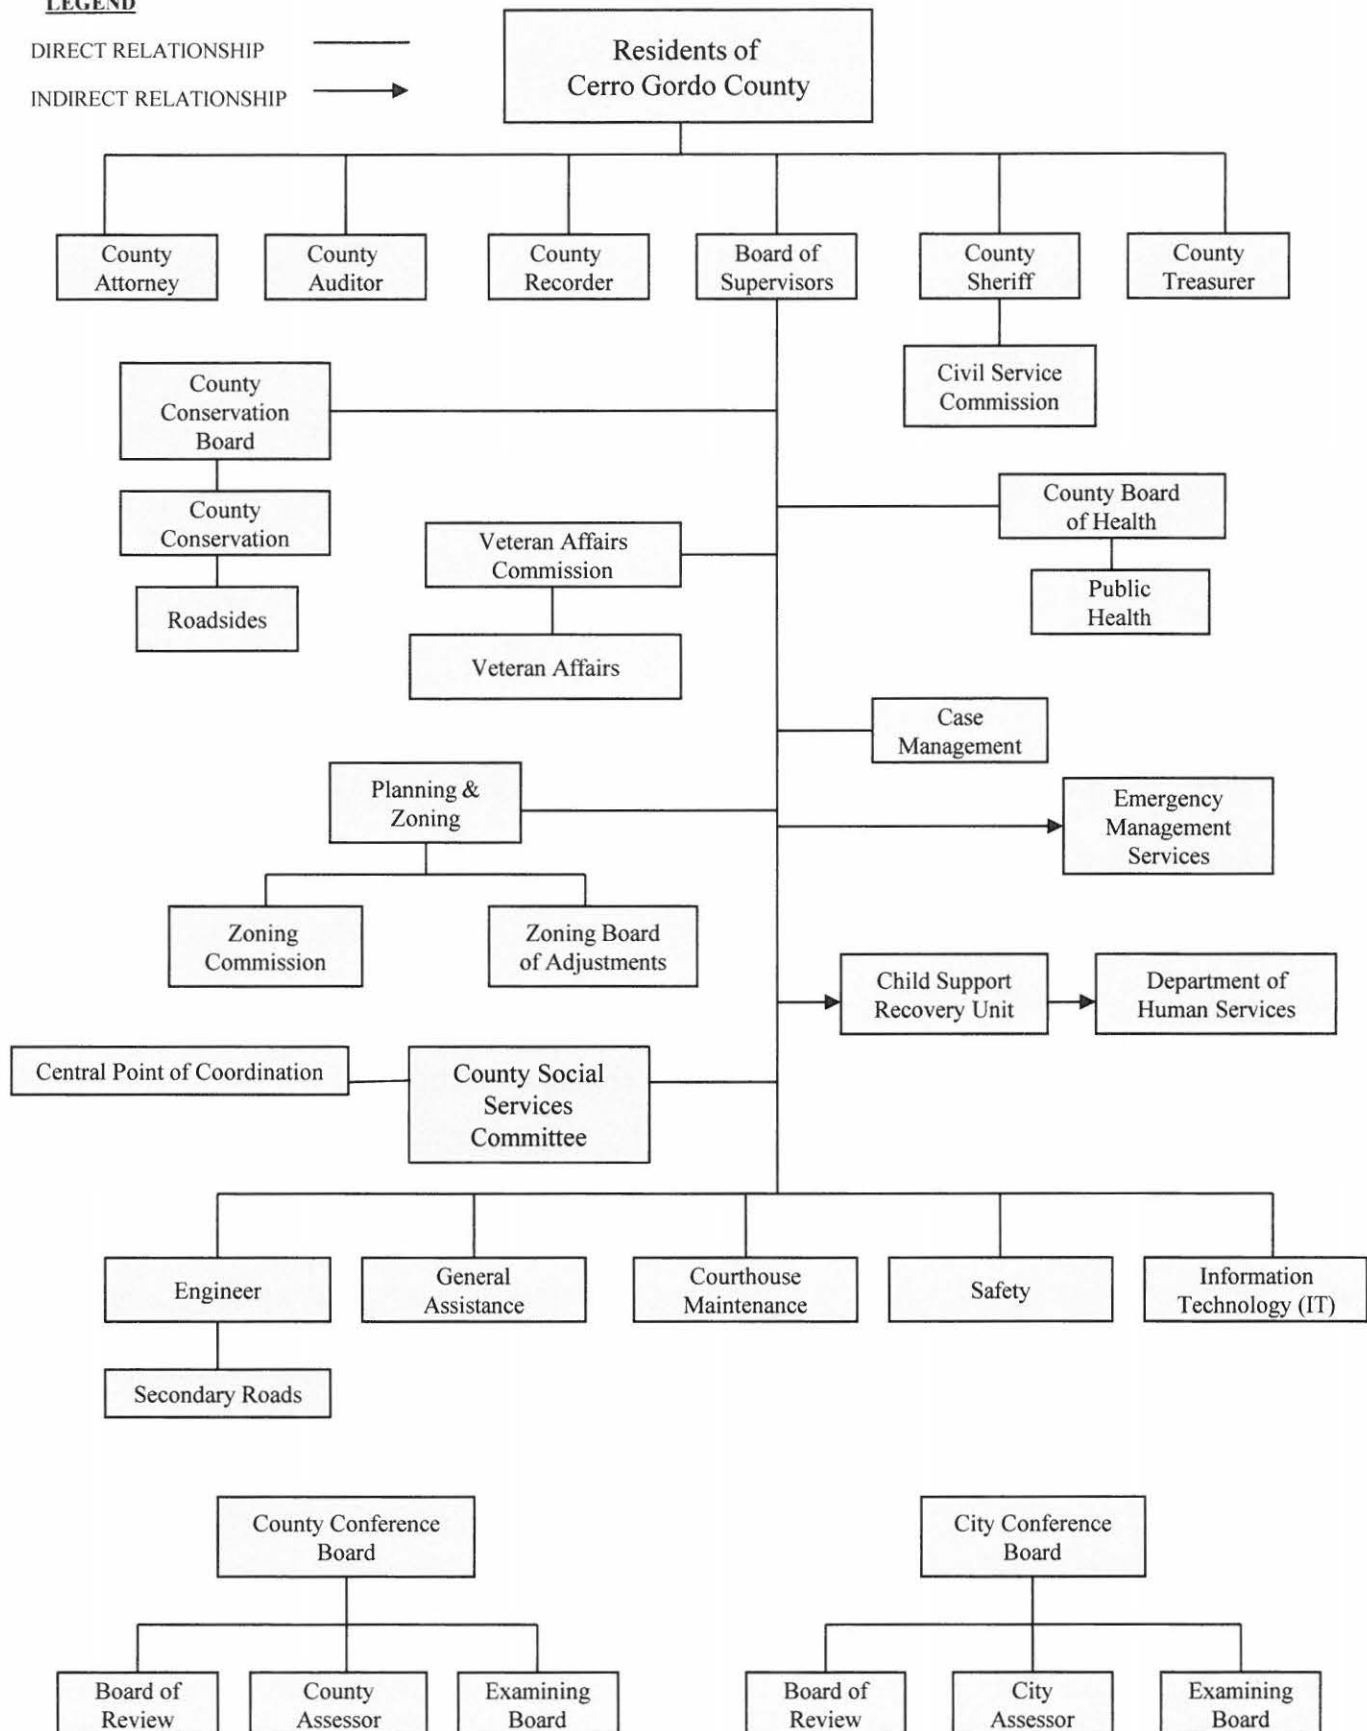 LEGEND
DIRECT RELATIONSHIP
INDIRECT RELATIONSHIP
Residents of
Cerro Gordo County
County
Attorney
County
Auditor
County
Recorder
Board of
Supervisors
County
Sheriff
County
Treasurer
Civil Service
Commission
County
Conservation
Board
County
Conservation
Roadsides
County Board
of Health
Public
Health
Veteran Affairs
Commission
Veteran Affairs
Case
Management
Planning &
Zoning
Emergency
Management
Services
Zoning
Commission
Zoning Board
of Adjustments
Child Support
Recovery Unit
Department of
Human Services
Central Point of Coordination
County Social
Services
Committee
Engineer
General
Assistance
Courthouse
Maintenance
Safety
Information
Technology (IT)
Secondary Roads
County Conference
Board
City Conference
Board
Board of
Review
County
Assessor
Examining
Board
Board of
Review
City
Assessor
Examining
Board